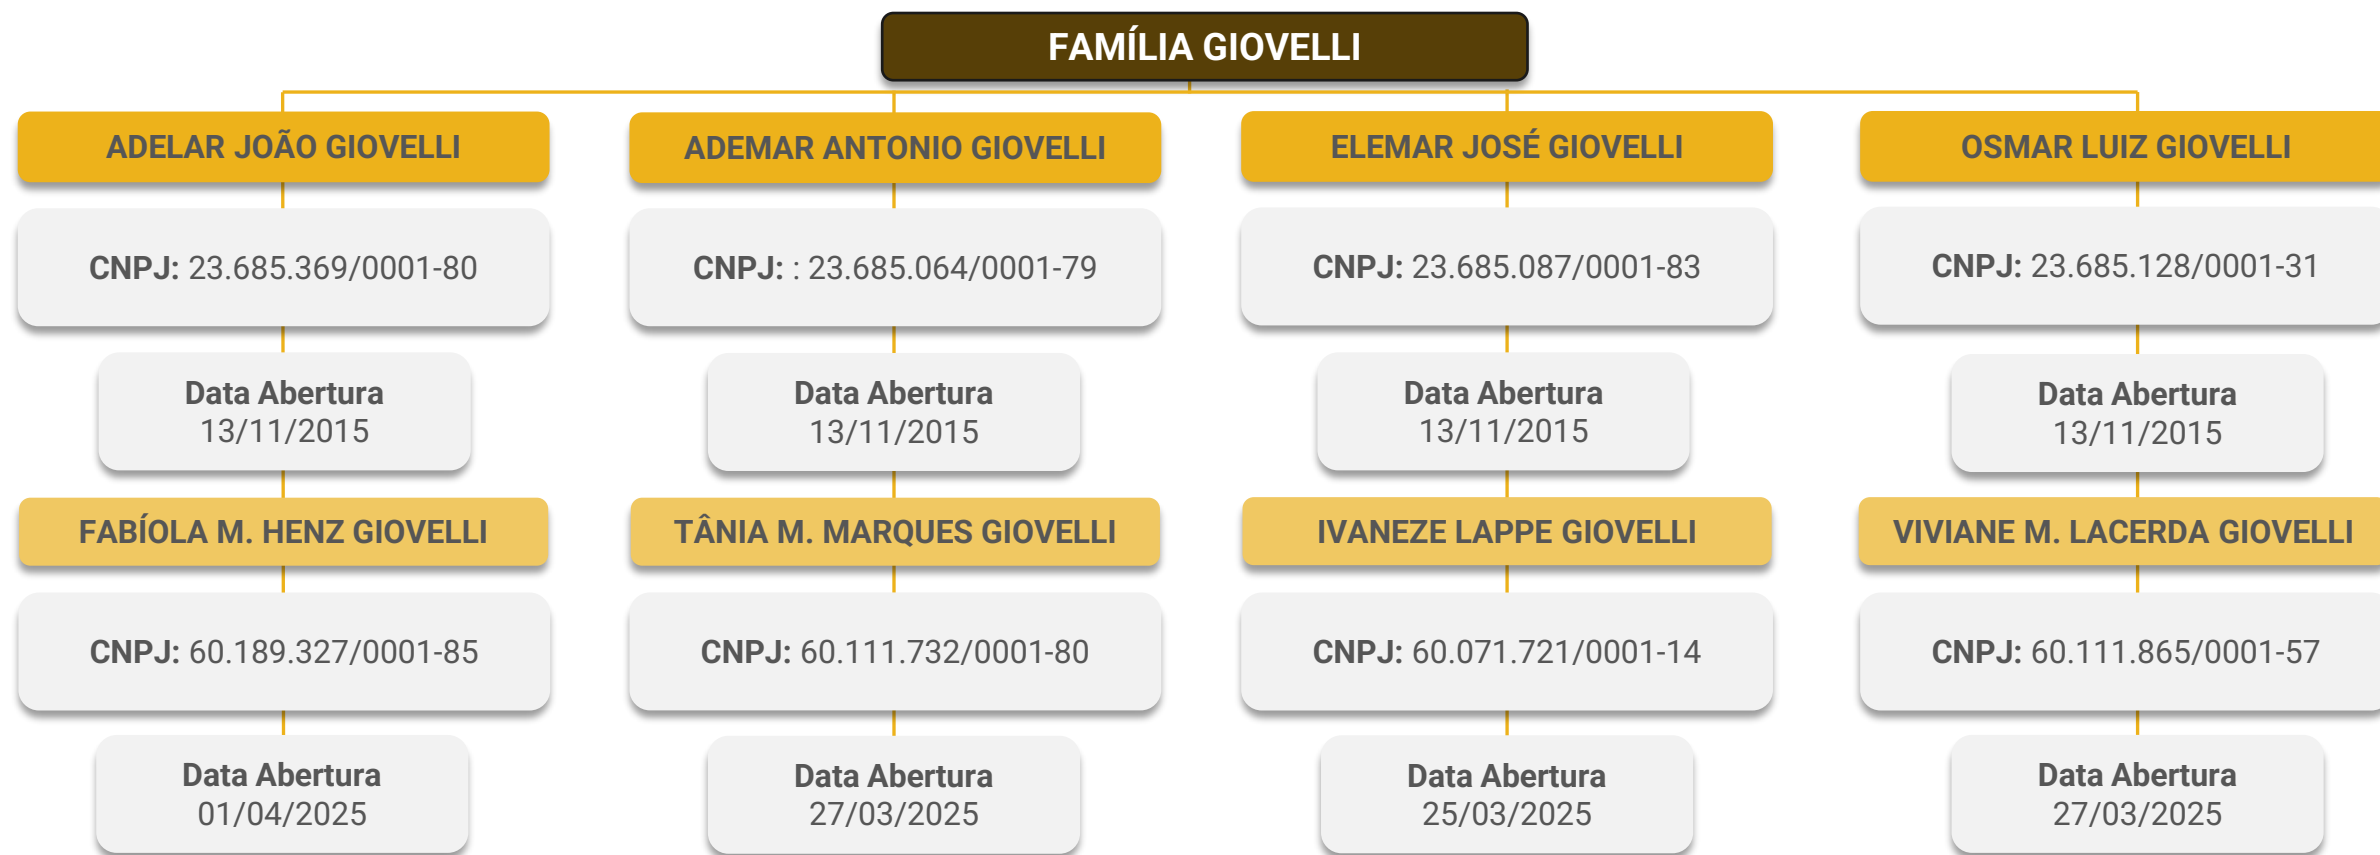 FAMÍLIA GIOVELLI
ADELAR JOÃO GIOVELLI
ADEMAR ANTONIO GIOVELLI
ELEMAR JOSÉ GIOVELLI
OSMAR LUIZ GIOVELLI
CNPJ: 23.685.369/0001-80
CNPJ: : 23.685.064/0001-79
CNPJ: 23.685.087/0001-83
CNPJ: 23.685.128/0001-31
Data Abertura
13/11/2015
Data Abertura
13/11/2015
Data Abertura
13/11/2015
Data Abertura
13/11/2015
FABÍOLA M. HENZ GIOVELLI
TÂNIA M. MARQUES GIOVELLI
IVANEZE LAPPE GIOVELLI
VIVIANE M. LACERDA GIOVELLI
CNPJ: 60.189.327/0001-85
CNPJ: 60.111.732/0001-80
CNPJ: 60.071.721/0001-14
CNPJ: 60.111.865/0001-57
Data Abertura
01/04/2025
Data Abertura
27/03/2025
Data Abertura
25/03/2025
Data Abertura
27/03/2025